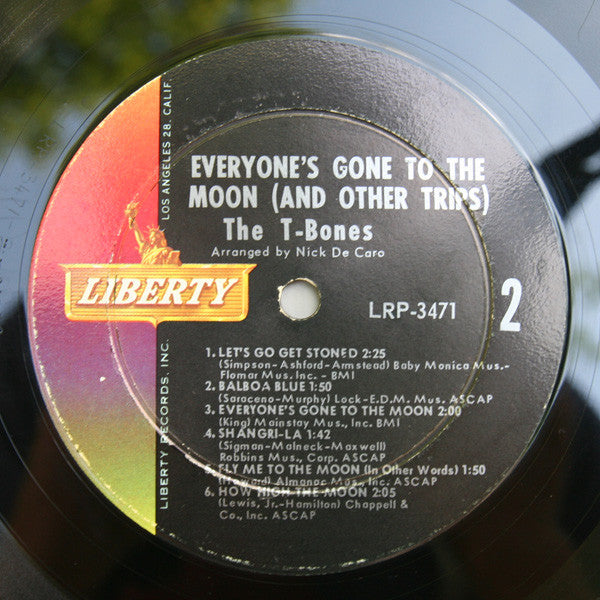 EVERYONE'S GONE TO THE
MOON (AND OTHER TRIPS)
The T-Bones
Arranged by Nick De Caro
LIBERTY
LRP-3471
2
1. LET'S GO GET STONED 2:25
(Simpson-Ashford-Armstead) Baby Monica Mus.-
Flomar Mus. Inc. - BMI
2. BALBOA BLUE 1:50
(Saraceno-Murphy) Lock-E.D.M. Mus. ASCAP
3. EVERYONE'S GONE TO THE MOON 2:00
(King) Mainstay Mus., Inc. BMI
4. SHANGRI-LA 1:42
(Sigman-Malneck-Maxwell)
Robbins Mus., Corp. ASCAP
5. FLY ME TO THE MOON (In Other Words) 1:50
(Howard) Almanac Mus., Inc. ASCAP
6. HOW HIGH THE MOON 2:05
(Lewis, Jr.-Hamilton) Chappell &
Co., Inc. ASCAP
LIBERTY RECORDS, INC.
LOS ANGELES 28, CALIF